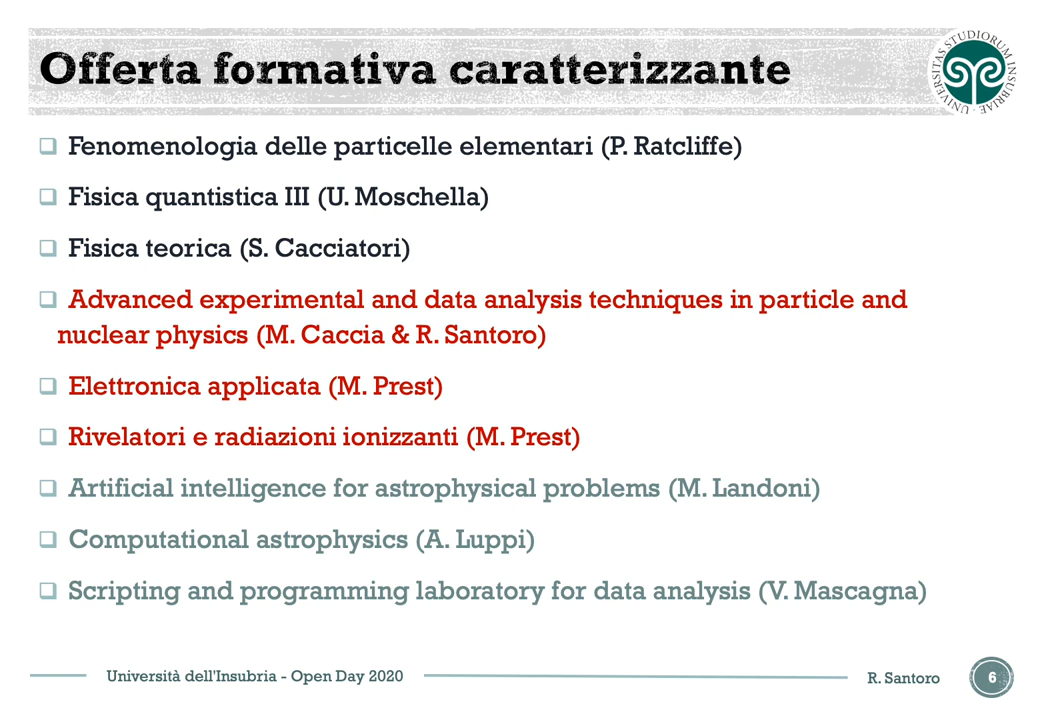 Offerta formativa caratterizzante
UNIVERSITAS STUDIORUM INSUBRIAE
Fenomenologia delle particelle elementari (P. Ratcliffe)
Fisica quantistica III (U. Moschella)
Fisica teorica (S. Cacciatori)
Advanced experimental and data analysis techniques in particle and
nuclear physics (M. Caccia & R. Santoro)
Elettronica applicata (M. Prest)
Rivelatori e radiazioni ionizzanti (M. Prest)
Artificial intelligence for astrophysical problems (M. Landoni)
Computational astrophysics (A. Luppi)
Scripting and programming laboratory for data analysis (V. Mascagna)
Università dell'Insubria - Open Day 2020
R. Santoro
6